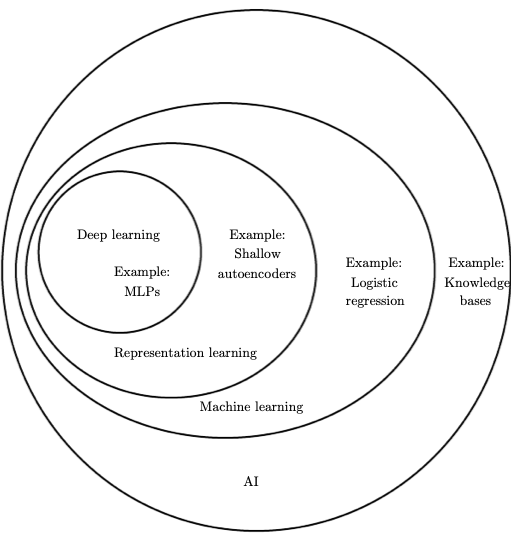 Deep learning
Example:
MLPs
Example:
Shallow
autoencoders
Example:
Logistic
regression
Example:
Knowledge
bases
Representation learning
Machine learning
AI